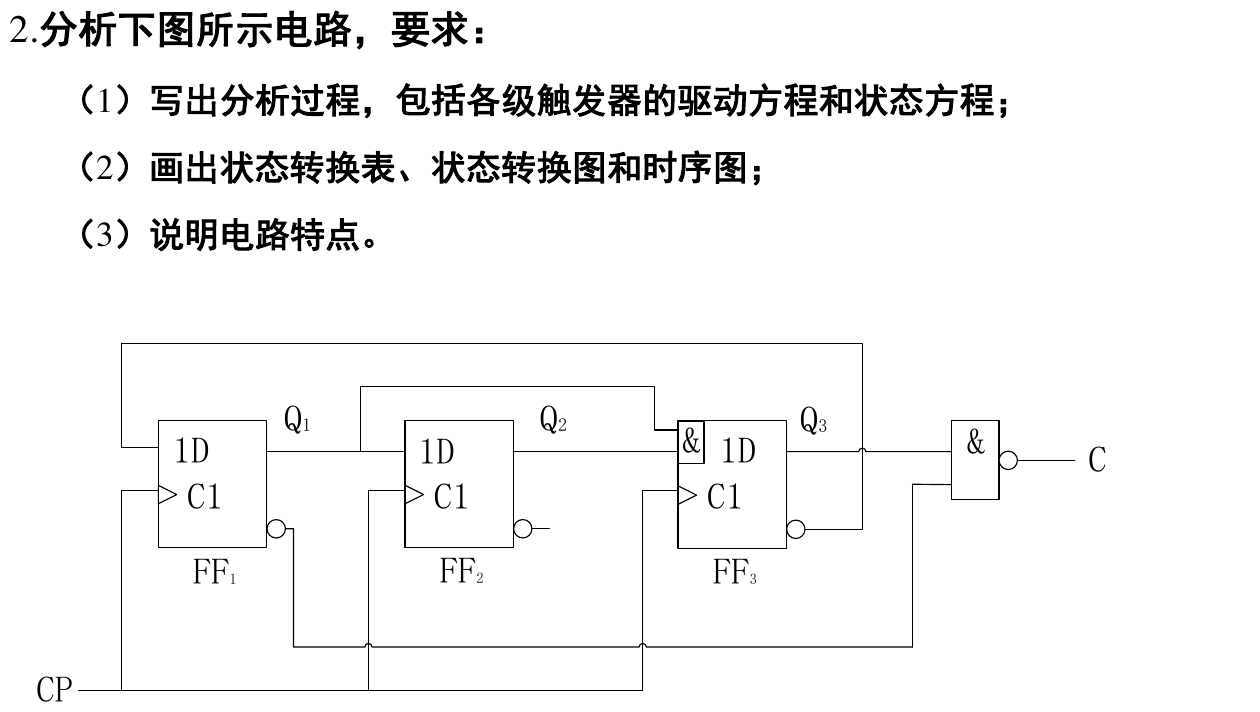 2.分析下图所示电路，要求：
（1）写出分析过程，包括各级触发器的驱动方程和状态方程；
（2）画出状态转换表、状态转换图和时序图；
（3）说明电路特点。
Q1 Q2 Q3
1D 1D & 1D & C
C1 C1 C1
FF1 FF2 FF3
CP